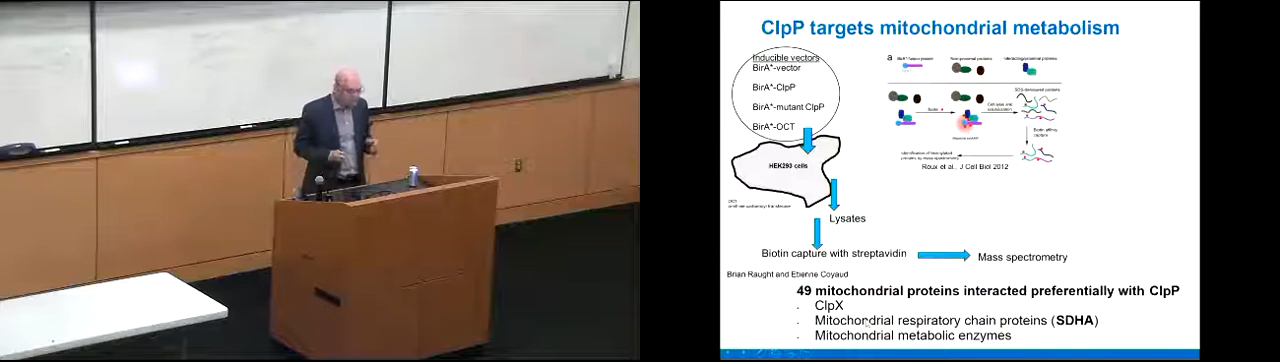 ClpP targets mitochondrial metabolism
Inducible vectors
BirA*-vector
BirA*-ClpP
BirA*-mutant ClpP
BirA*-OCT
HEK293 cells
Lysates
Biotin capture with streptavidin
Mass spectrometry
a
Roux et al., J Cell Biol 2012
Brian Raught and Etienne Coyaud
49 mitochondrial proteins interacted preferentially with ClpP
. ClpX
. Mitochondrial respiratory chain proteins (SDHA)
. Mitochondrial metabolic enzymes